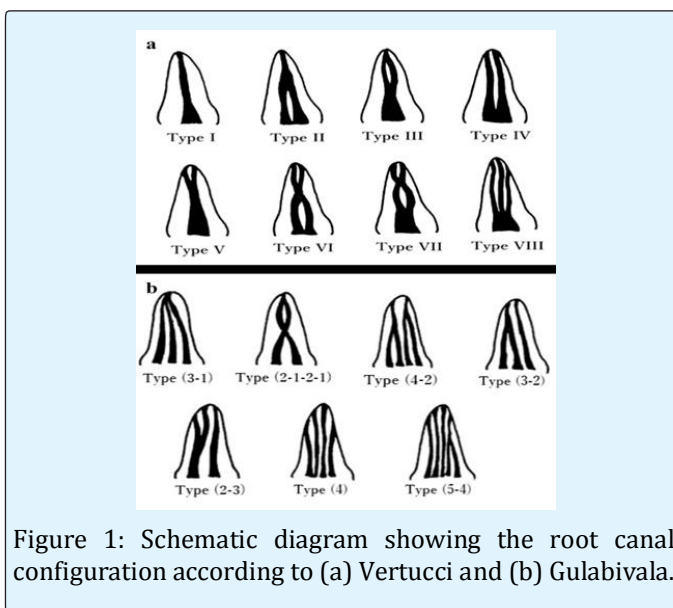 a
Type I Type II Type III Type IV
Type V Type VI Type VII Type VIII
b
Type (3-1) Type (2-1-2-1) Type (4-2) Type (3-2)
Type (2-3) Type (4) Type (5-4)
Figure 1: Schematic diagram showing the root canal
configuration according to (a) Vertucci and (b) Gulabivala.